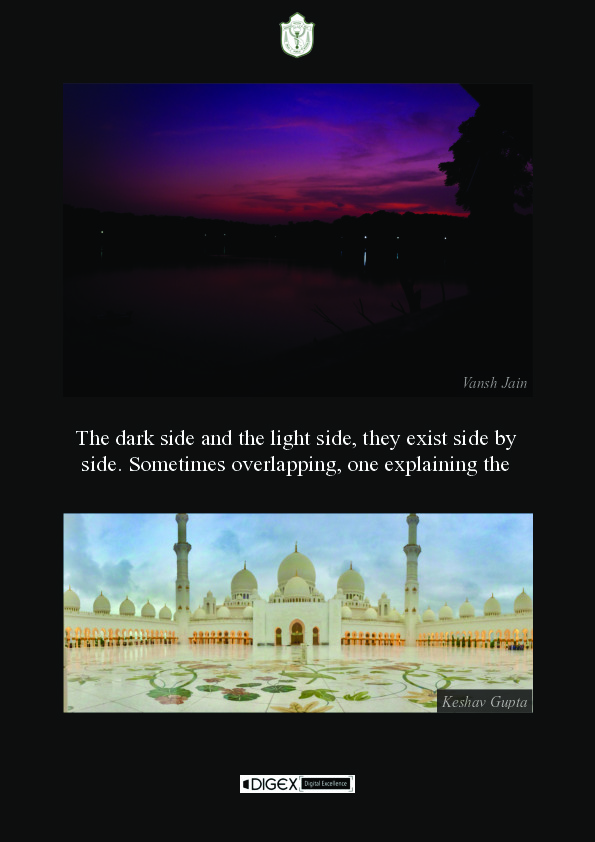 Vansh Jain
The dark side and the light side, they exist side by
side. Sometimes overlapping, one explaining the
Keshav Gupta
DIGEX Digital Excellence